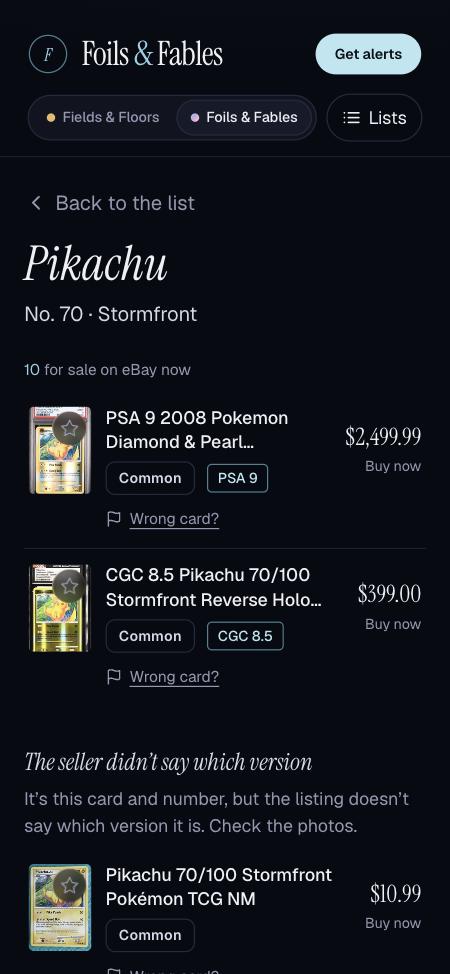 F
Foils & Fables
Get alerts
Fields & Floors
Foils & Fables
Lists
Back to the list
Pikachu
No. 70 · Stormfront
10 for sale on eBay now
PSA 9 2008 Pokemon
Diamond & Pearl…
$2,499.99
Buy now
Common
PSA 9
Wrong card?
CGC 8.5 Pikachu 70/100
Stormfront Reverse Holo…
$399.00
Buy now
Common
CGC 8.5
Wrong card?
The seller didn’t say which version
It’s this card and number, but the listing doesn’t
say which version it is. Check the photos.
Pikachu 70/100 Stormfront
Pokémon TCG NM
$10.99
Buy now
Common
Wrong card?